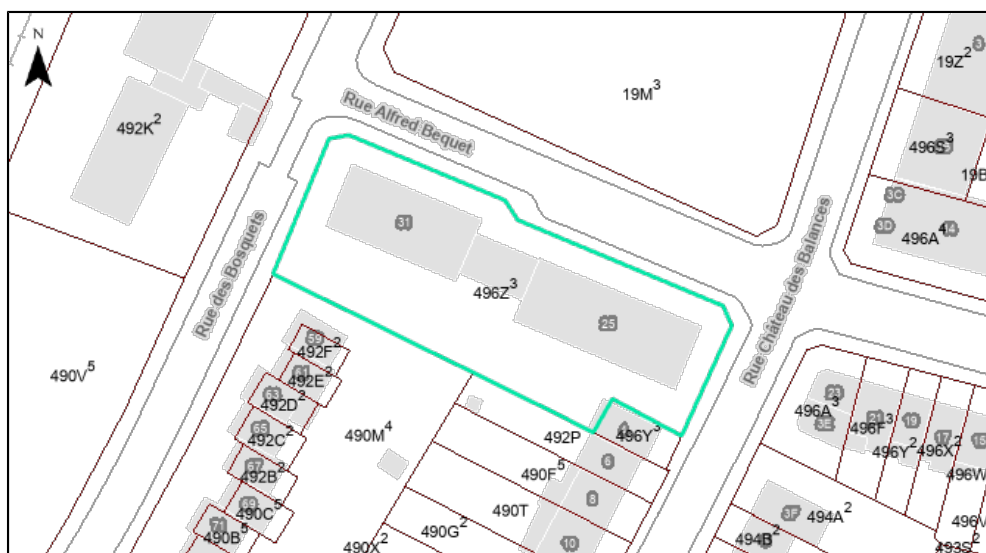 N
3
19Z²
19M³
Rue Alfred Bequet
492K²
496S³
19B
3C
3D
14
496A⁴
Rue des Bosquets
31
Rue Château des Balances
496Z³
25
59
492F²
61
492E²
490V⁵
63
492D²
23
496A³
3E
21
496F³
19
496Y²
17
496X²
15
496W
65
492C²
490M⁴
492P
4
496Y³
67
492B²
490F⁵
6
69
490C⁵
490T
8
3F
494A²
496V
71
490B⁵
490X²
490G²
10
494B²
493S²